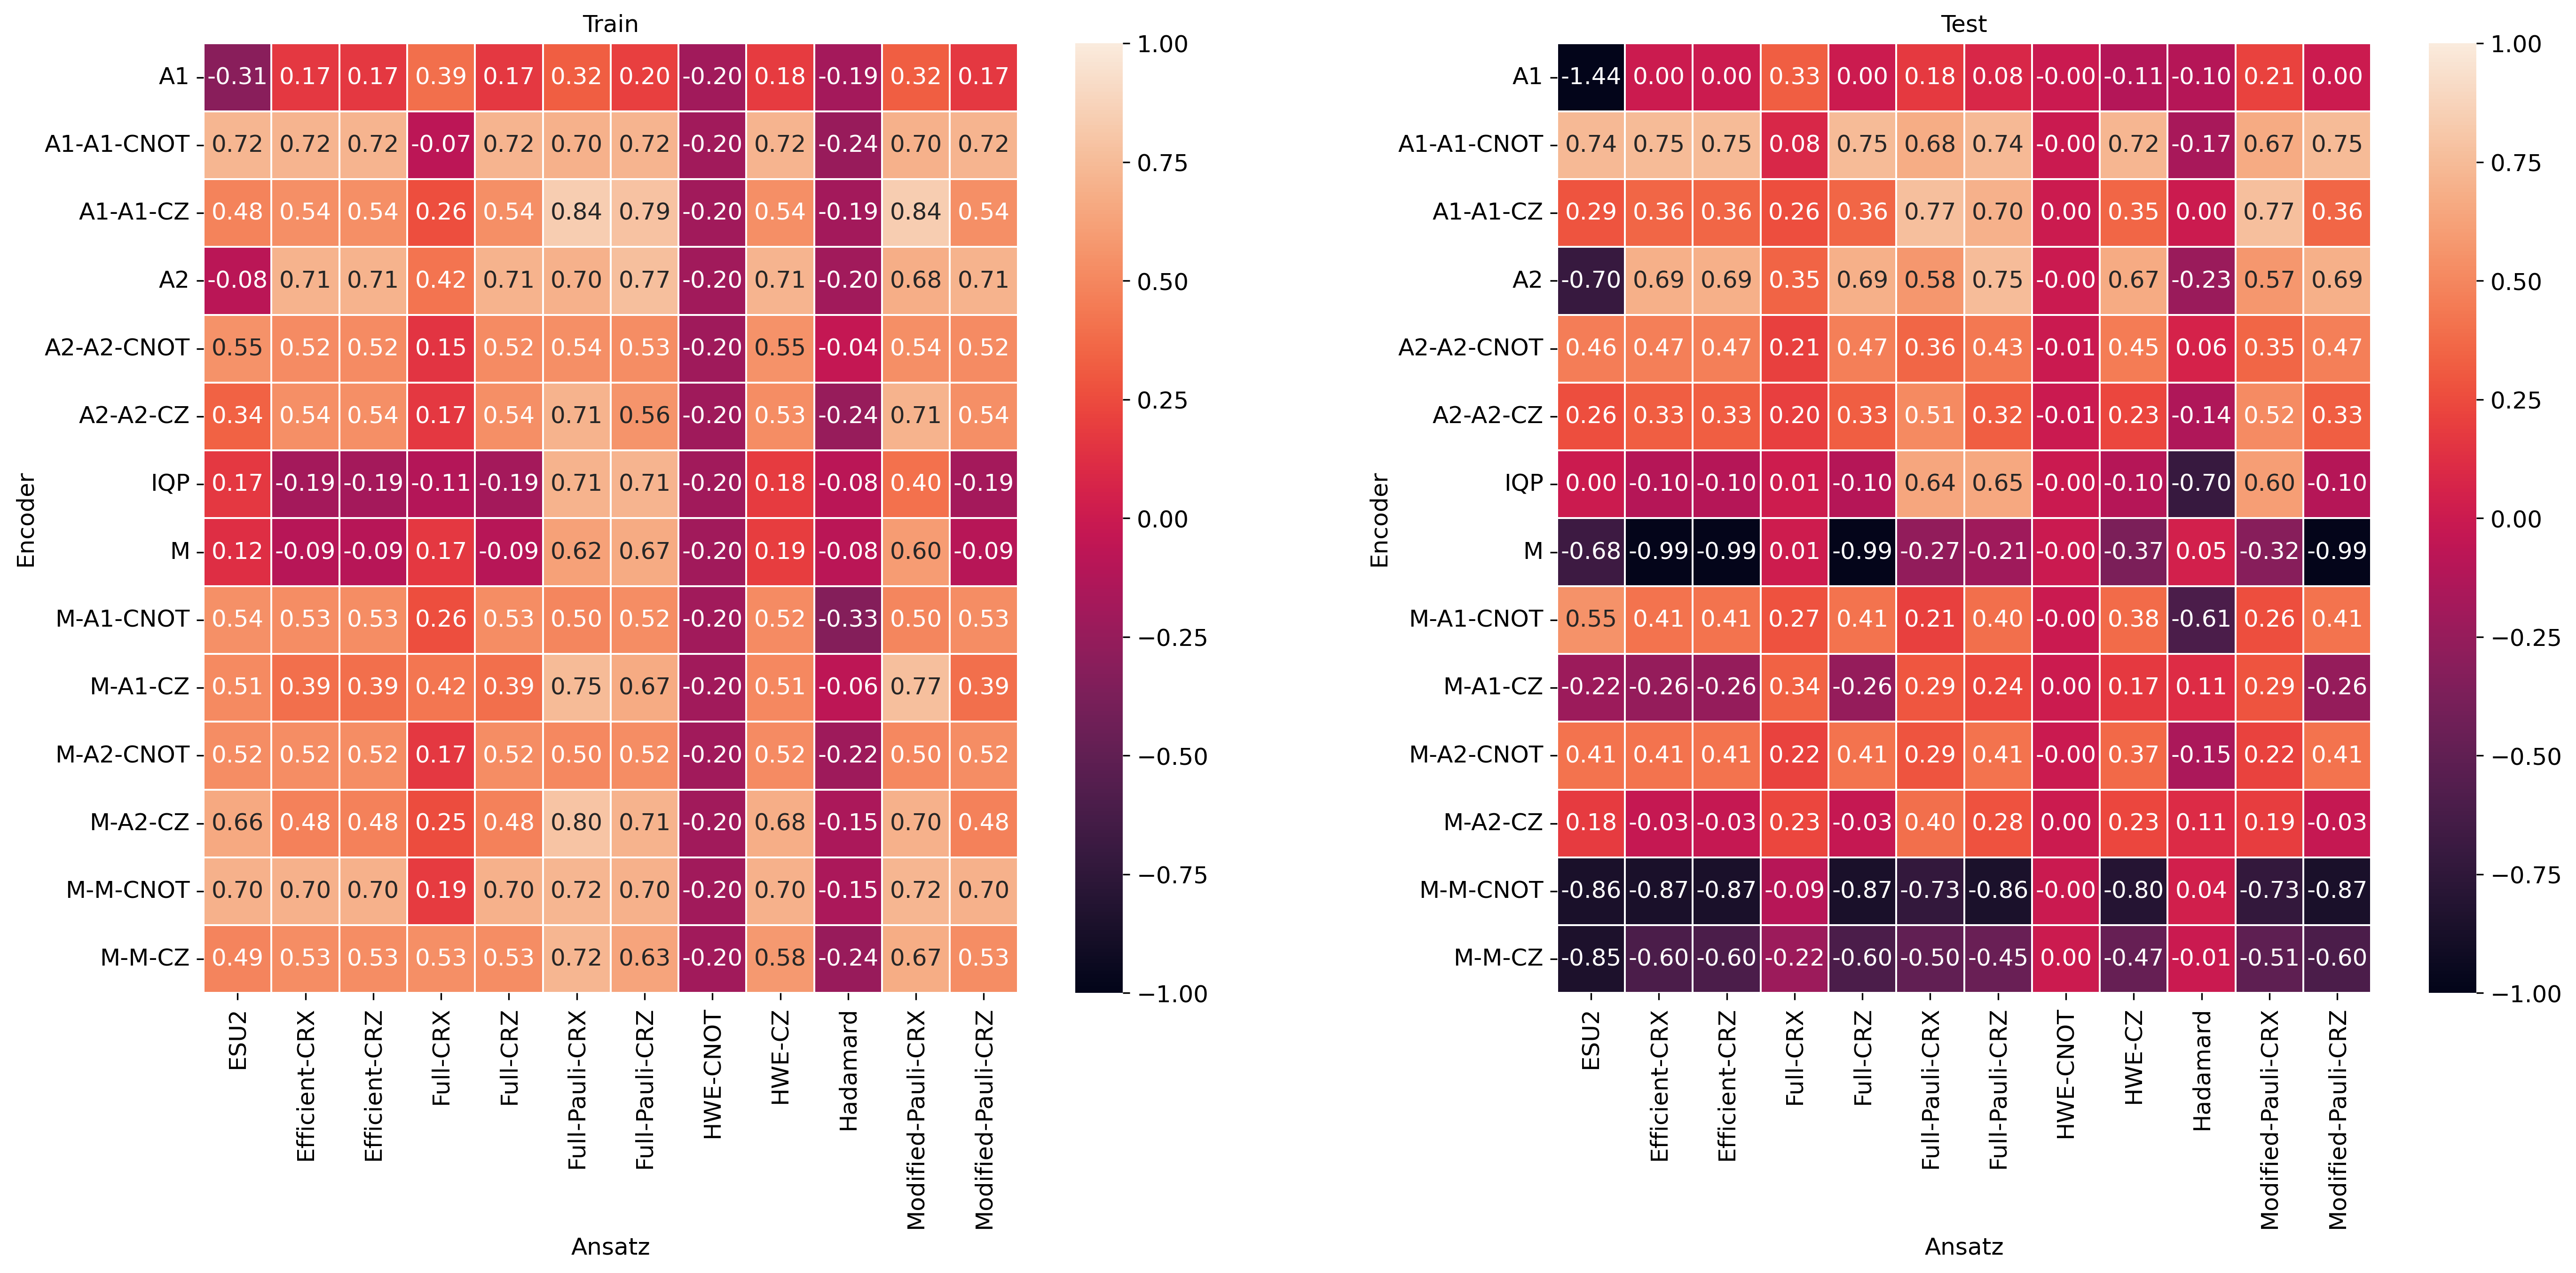 Train
Encoder
A1 -0.31 0.17 0.17 0.39 0.17 0.32 0.20 -0.20 0.18 -0.19 0.32 0.17
A1-A1-CNOT 0.72 0.72 0.72 -0.07 0.72 0.70 0.72 -0.20 0.72 -0.24 0.70 0.72
A1-A1-CZ 0.48 0.54 0.54 0.26 0.54 0.84 0.79 -0.20 0.54 -0.19 0.84 0.54
A2 -0.08 0.71 0.71 0.42 0.71 0.70 0.77 -0.20 0.71 -0.20 0.68 0.71
A2-A2-CNOT 0.55 0.52 0.52 0.15 0.52 0.54 0.53 -0.20 0.55 -0.04 0.54 0.52
A2-A2-CZ 0.34 0.54 0.54 0.17 0.54 0.71 0.56 -0.20 0.53 -0.24 0.71 0.54
IQP 0.17 -0.19 -0.19 -0.11 -0.19 0.71 0.71 -0.20 0.18 -0.08 0.40 -0.19
M 0.12 -0.09 -0.09 0.17 -0.09 0.62 0.67 -0.20 0.19 -0.08 0.60 -0.09
M-A1-CNOT 0.54 0.53 0.53 0.26 0.53 0.50 0.52 -0.20 0.52 -0.33 0.50 0.53
M-A1-CZ 0.51 0.39 0.39 0.42 0.39 0.75 0.67 -0.20 0.51 -0.06 0.77 0.39
M-A2-CNOT 0.52 0.52 0.52 0.17 0.52 0.50 0.52 -0.20 0.52 -0.22 0.50 0.52
M-A2-CZ 0.66 0.48 0.48 0.25 0.48 0.80 0.71 -0.20 0.68 -0.15 0.70 0.48
M-M-CNOT 0.70 0.70 0.70 0.19 0.70 0.72 0.70 -0.20 0.70 -0.15 0.72 0.70
M-M-CZ 0.49 0.53 0.53 0.53 0.53 0.72 0.63 -0.20 0.58 -0.24 0.67 0.53
ESU2
Efficient-CRX
Efficient-CRZ
Full-CRX
Full-CRZ
Full-Pauli-CRX
Full-Pauli-CRZ
HWE-CNOT
HWE-CZ
Hadamard
Modified-Pauli-CRX
Modified-Pauli-CRZ
Ansatz
1.00
0.75
0.50
0.25
0.00
−0.25
−0.50
−0.75
−1.00
Test
Encoder
A1 -1.44 0.00 0.00 0.33 0.00 0.18 0.08 -0.00 -0.11 -0.10 0.21 0.00
A1-A1-CNOT 0.74 0.75 0.75 0.08 0.75 0.68 0.74 -0.00 0.72 -0.17 0.67 0.75
A1-A1-CZ 0.29 0.36 0.36 0.26 0.36 0.77 0.70 0.00 0.35 0.00 0.77 0.36
A2 -0.70 0.69 0.69 0.35 0.69 0.58 0.75 -0.00 0.67 -0.23 0.57 0.69
A2-A2-CNOT 0.46 0.47 0.47 0.21 0.47 0.36 0.43 -0.01 0.45 0.06 0.35 0.47
A2-A2-CZ 0.26 0.33 0.33 0.20 0.33 0.51 0.32 -0.01 0.23 -0.14 0.52 0.33
IQP 0.00 -0.10 -0.10 0.01 -0.10 0.64 0.65 -0.00 -0.10 -0.70 0.60 -0.10
M -0.68 -0.99 -0.99 0.01 -0.99 -0.27 -0.21 -0.00 -0.37 0.05 -0.32 -0.99
M-A1-CNOT 0.55 0.41 0.41 0.27 0.41 0.21 0.40 -0.00 0.38 -0.61 0.26 0.41
M-A1-CZ -0.22 -0.26 -0.26 0.34 -0.26 0.29 0.24 0.00 0.17 0.11 0.29 -0.26
M-A2-CNOT 0.41 0.41 0.41 0.22 0.41 0.29 0.41 -0.00 0.37 -0.15 0.22 0.41
M-A2-CZ 0.18 -0.03 -0.03 0.23 -0.03 0.40 0.28 0.00 0.23 0.11 0.19 -0.03
M-M-CNOT -0.86 -0.87 -0.87 -0.09 -0.87 -0.73 -0.86 -0.00 -0.80 0.04 -0.73 -0.87
M-M-CZ -0.85 -0.60 -0.60 -0.22 -0.60 -0.50 -0.45 0.00 -0.47 -0.01 -0.51 -0.60
ESU2
Efficient-CRX
Efficient-CRZ
Full-CRX
Full-CRZ
Full-Pauli-CRX
Full-Pauli-CRZ
HWE-CNOT
HWE-CZ
Hadamard
Modified-Pauli-CRX
Modified-Pauli-CRZ
Ansatz
1.00
0.75
0.50
0.25
0.00
−0.25
−0.50
−0.75
−1.00